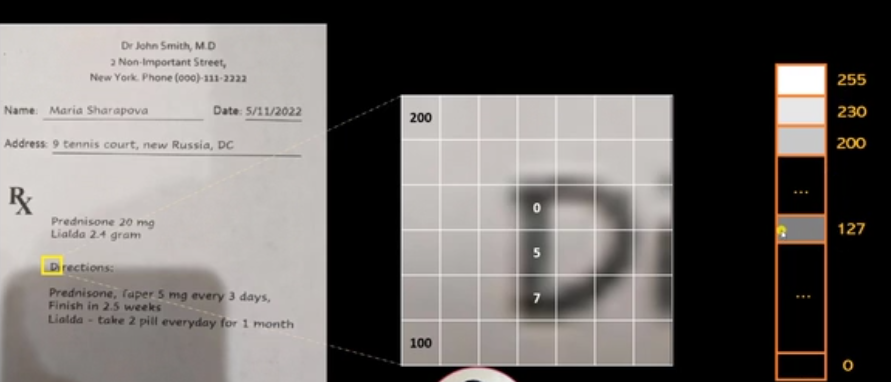 Dr John Smith, M.D
2 Non-Important Street,
New York. Phone (000)-111-2222
Name: Maria Sharapova Date: 5/11/2022
Address: 9 tennis court, new Russia, DC
Rx
Prednisone 20 mg
Lialda 2.4 gram
Directions:
Prednisone, Taper 5 mg every 3 days,
Finish in 2.5 weeks
Lialda - take 2 pill everyday for 1 month
200
D
0
5
7
100
255
230
200
...
127
...
0